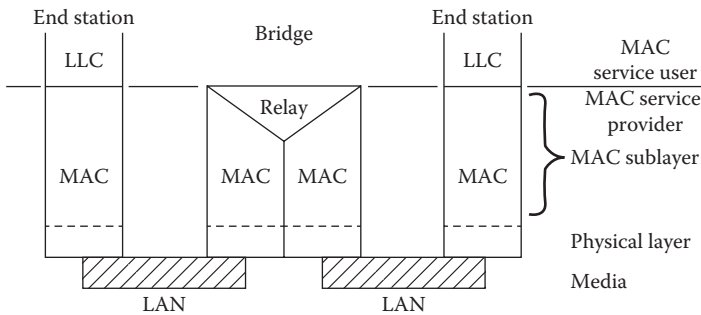 End station
Bridge
End station
LLC
LLC
MAC
service user
Relay
MAC service
provider
MAC
MAC
MAC
MAC
MAC sublayer
Physical layer
Media
LAN
LAN